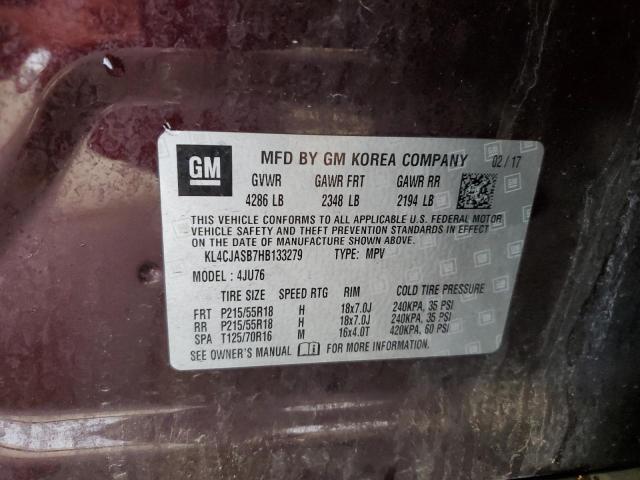 GM MFD BY GM KOREA COMPANY 02/17
GVWR GAWR FRT GAWR RR
4286 LB 2348 LB 2194 LB
THIS VEHICLE CONFORMS TO ALL APPLICABLE U.S. FEDERAL MOTOR
VEHICLE SAFETY AND THEFT PREVENTION STANDARDS IN EFFECT
ON THE DATE OF MANUFACTURE SHOWN ABOVE.
KL4CJASB7HB133279 TYPE: MPV
MODEL: 4JU76
TIRE SIZE SPEED RTG RIM COLD TIRE PRESSURE
FRT P215/55R18 H 18x7.0J 240KPA, 35 PSI
RR P215/55R18 H 18x7.0J 240KPA, 35 PSI
SPA T125/70R16 M 16x4.0T 420KPA, 60 PSI
SEE OWNER'S MANUAL FOR MORE INFORMATION.